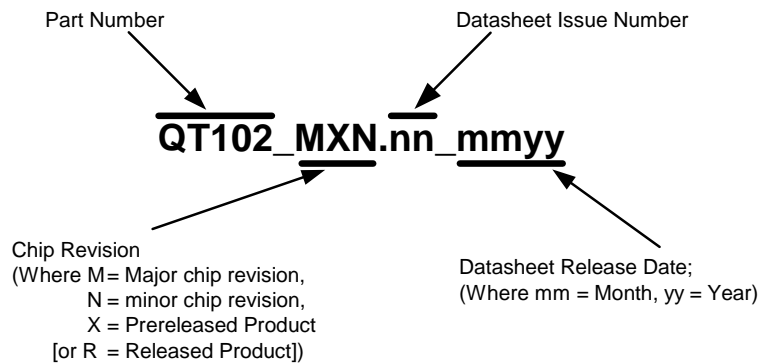 Part Number
Datasheet Issue Number
QT102_MXN.nn_mmyy
Chip Revision
(Where M = Major chip revision,
N = minor chip revision,
X = Prereleased Product
[or R = Released Product])
Datasheet Release Date;
(Where mm = Month, yy = Year)